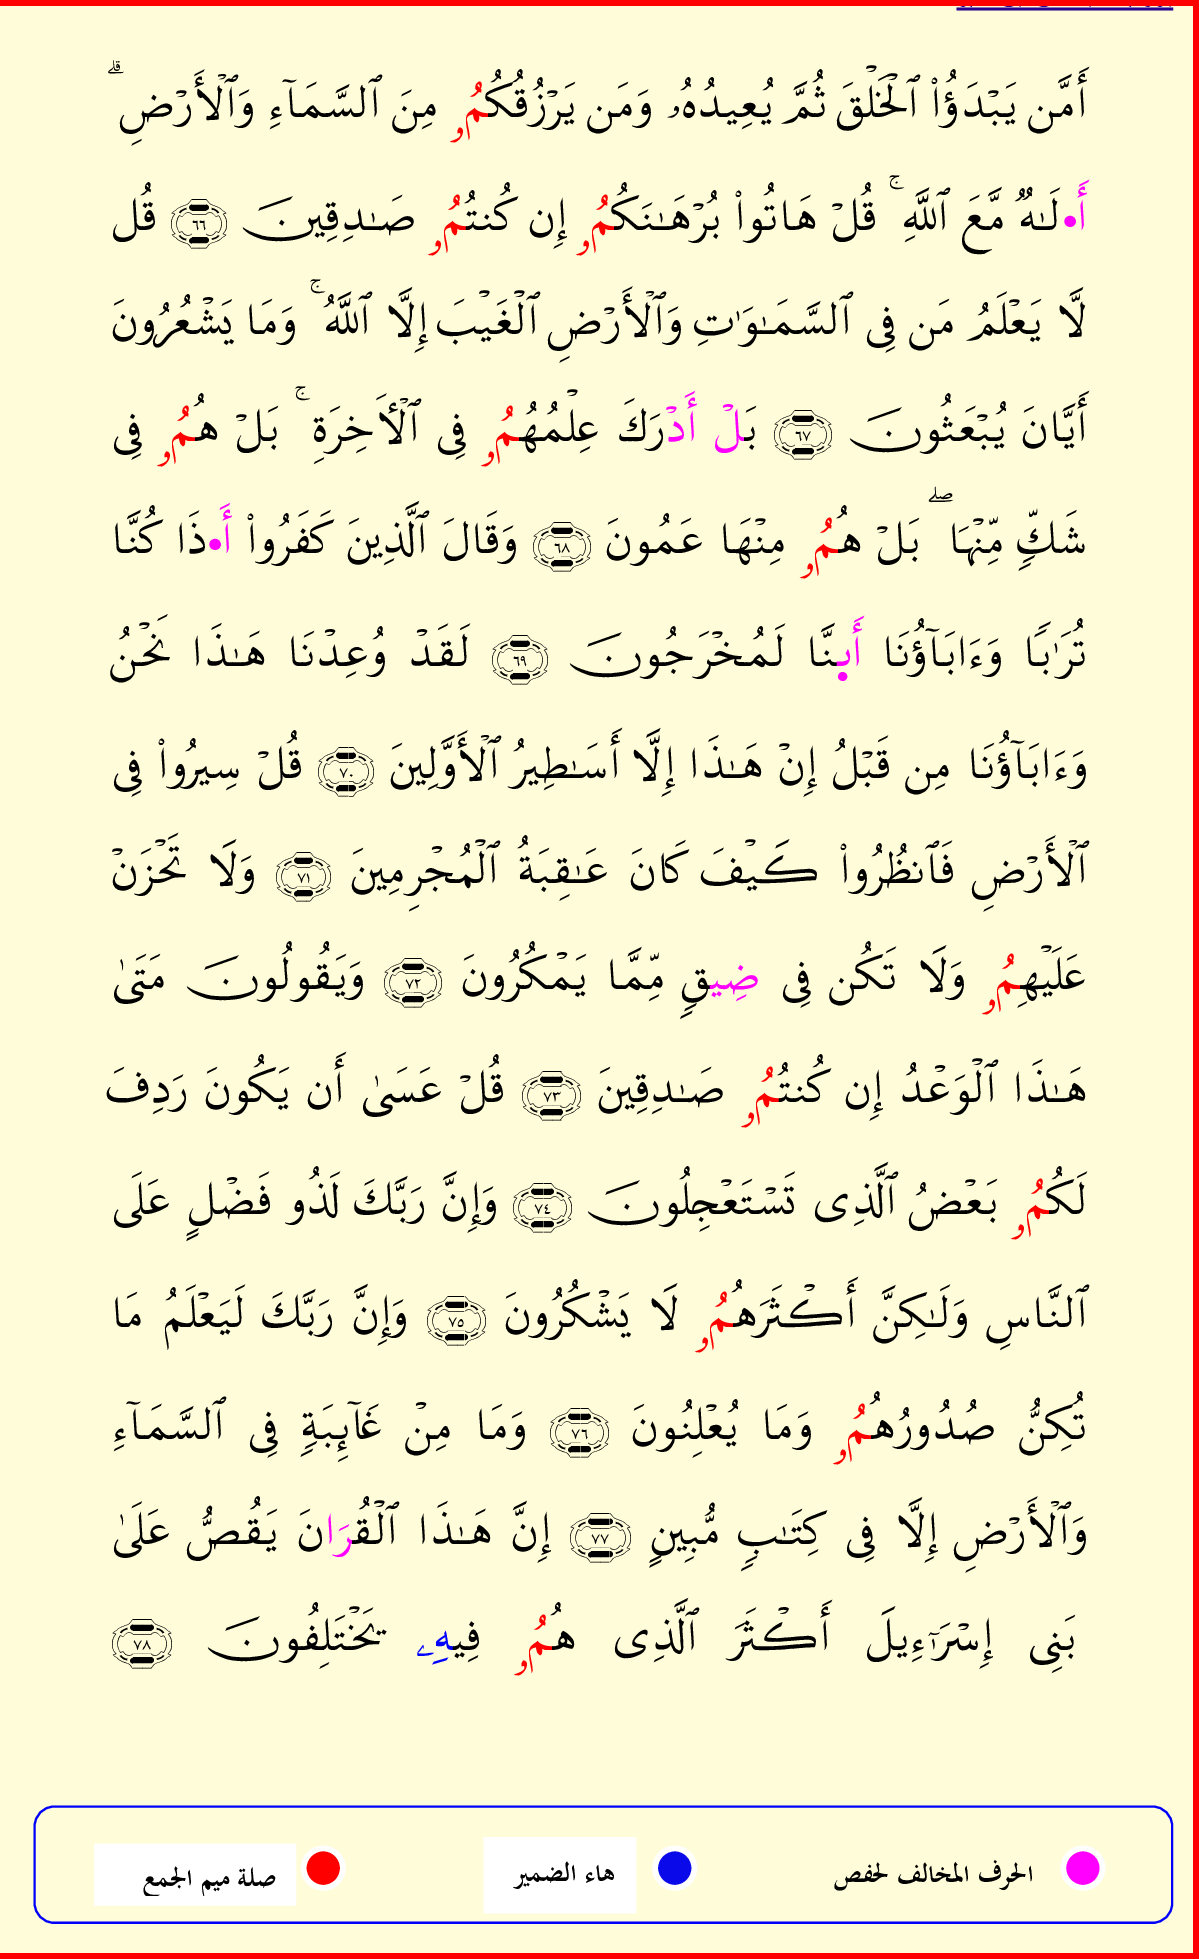 أَمَّن يَبْدَؤُا۟ ٱلْخَلْقَ ثُمَّ يُعِيدُهُۥ وَمَن يَرْزُقُكُمُۥ مِنَ ٱلسَّمَآءِ وَٱلْأَرْضِ ۗ
أَ•لَـٰهٌ مَّعَ ٱللَّهِ ۚ قُلْ هَاتُوا۟ بُرْهَـٰنَكُمُۥ إِن كُنتُمُۥ صَـٰدِقِينَ ٦٦ قُل
لَّا يَعْلَمُ مَن فِى ٱلسَّمَـٰوَٰتِ وَٱلْأَرْضِ ٱلْغَيْبَ إِلَّا ٱللَّهُ ۚ وَمَا يَشْعُرُونَ
أَيَّانَ يُبْعَثُونَ ٦٧ بَلْ أَدْرَكَ عِلْمُهُمُۥ فِى ٱلْأَخِرَةِ ۚ بَلْ هُمُۥ فِى
شَكٍّ مِّنْهَا ۖ بَلْ هُمُۥ مِنْهَا عَمُونَ ٦٨ وَقَالَ ٱلَّذِينَ كَفَرُوا۟ أَ•ذَا كُنَّا
تُرَٰبًا وَءَابَآؤُنَا أَىِٕنَّا لَمُخْرَجُونَ ٦٩ لَقَدْ وُعِدْنَا هَـٰذَا نَحْنُ
وَءَابَآؤُنَا مِن قَبْلُ إِنْ هَـٰذَا إِلَّا أَسَـٰطِيرُ ٱلْأَوَّلِينَ ٧٠ قُلْ سِيرُوا۟ فِى
ٱلْأَرْضِ فَٱنظُرُوا۟ كَيْفَ كَانَ عَـٰقِبَةُ ٱلْمُجْرِمِينَ ٧١ وَلَا تَحْزَنْ
عَلَيْهِمُۥ وَلَا تَكُن فِى ضِيقٍ مِّمَّا يَمْكُرُونَ ٧٢ وَيَقُولُونَ مَتَىٰ
هَـٰذَا ٱلْوَعْدُ إِن كُنتُمُۥ صَـٰدِقِينَ ٧٣ قُلْ عَسَىٰ أَن يَكُونَ رَدِفَ
لَكُمُۥ بَعْضُ ٱلَّذِى تَسْتَعْجِلُونَ ٧٤ وَإِنَّ رَبَّكَ لَذُو فَضْلٍ عَلَى
ٱلنَّاسِ وَلَـٰكِنَّ أَكْثَرَهُمُۥ لَا يَشْكُرُونَ ٧٥ وَإِنَّ رَبَّكَ لَيَعْلَمُ مَا
تُكِنُّ صُدُورُهُمُۥ وَمَا يُعْلِنُونَ ٧٦ وَمَا مِنْ غَآئِبَةٍ فِى ٱلسَّمَآءِ
وَٱلْأَرْضِ إِلَّا فِى كِتَـٰبٍ مُّبِينٍ ٧٧ إِنَّ هَـٰذَا ٱلْقُرَانَ يَقُصُّ عَلَىٰ
بَنِى إِسْرَٰٓءِيلَ أَكْثَرَ ٱلَّذِى هُمُۥ فِيهِۦ يَخْتَلِفُونَ ٧٨
الحرف المخالف لحفص هاء الضمير صلة ميم الجمع